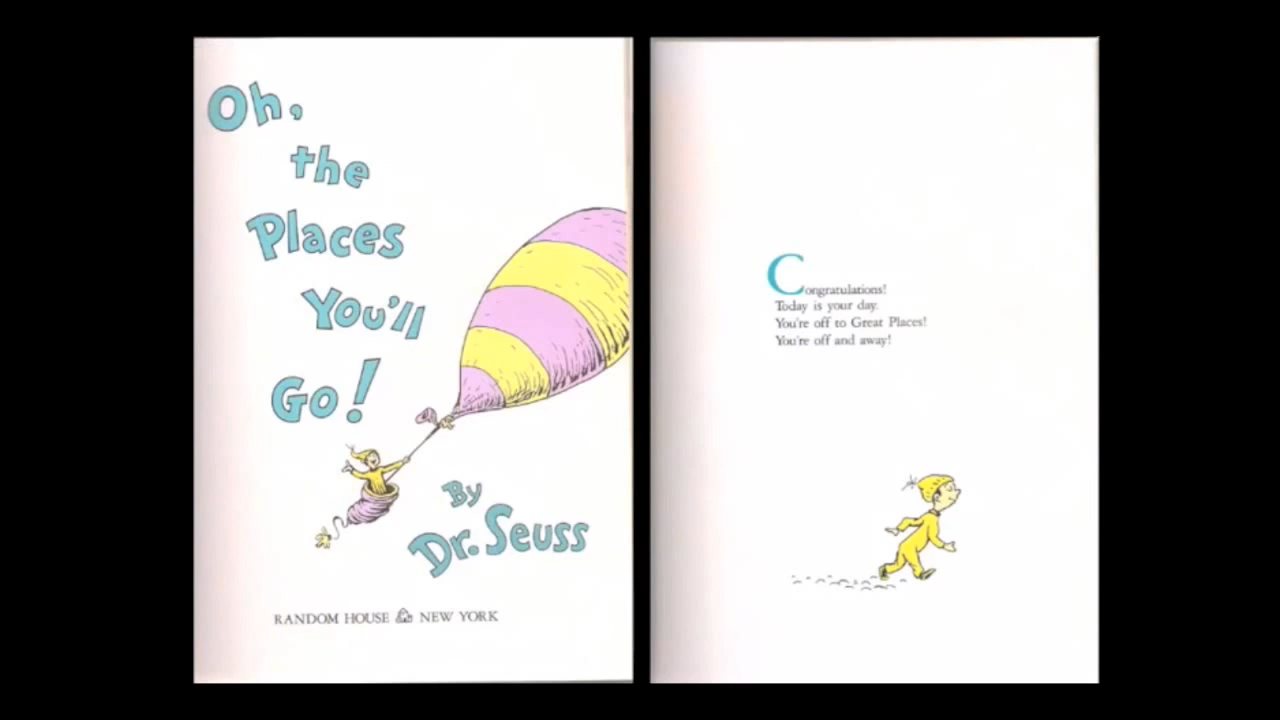 Oh,
the
Places
You'll
Go!
By
Dr. Seuss
RANDOM HOUSE NEW YORK
Congratulations!
Today is your day.
You're off to Great Places!
You're off and away!